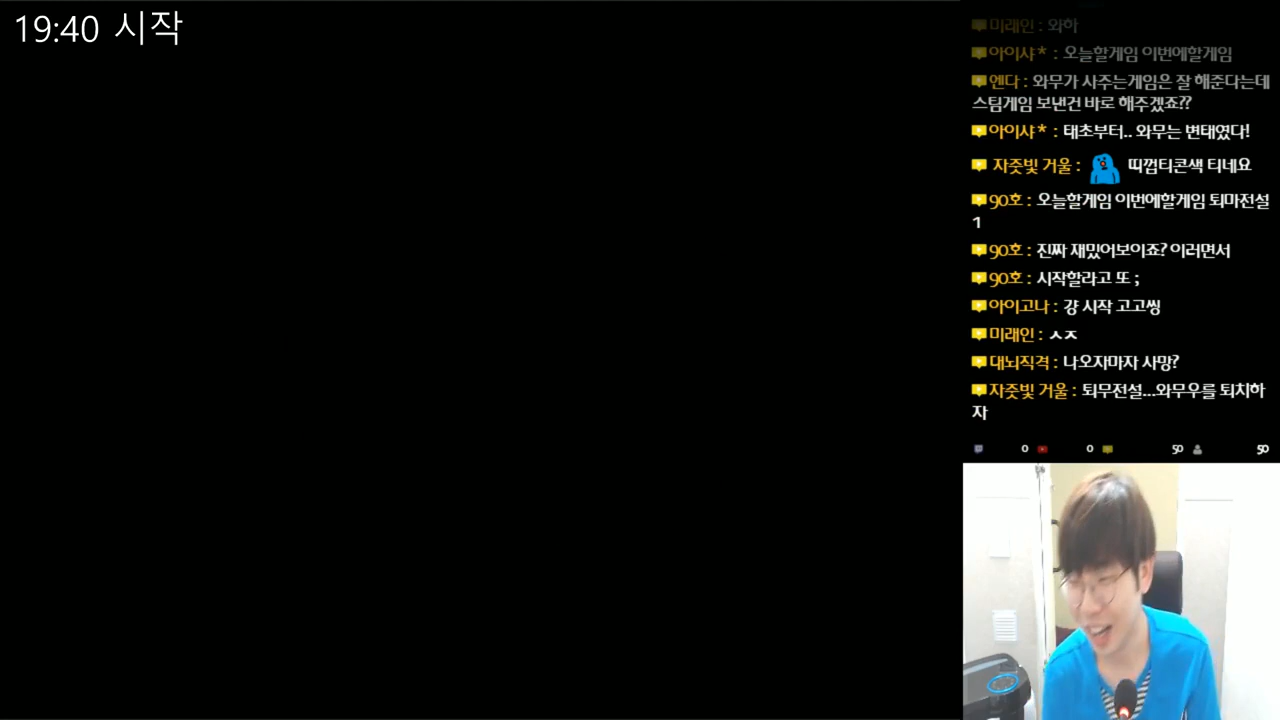 19:40 시작
미래인 : 와하
아이샤* : 오늘할게임 이번에할게임
엔다 : 와무가 사주는게임은 잘 해준다는데
스팀게임 보낸건 바로 해주겠죠??
아이샤* : 태초부터.. 와무는 변태였다!
자줏빛 거울 : 띠껍티콘색 티네요
90호 : 오늘할게임 이번에할게임 퇴마전설
1
90호 : 진짜 재밌어보이죠? 이러면서
90호 : 시작할라고 또 ;
아이고나 : 걍 시작 고고씽
미래인 : ㅅㅈ
대뇌직격 : 나오자마자 사망?
자줏빛 거울 : 퇴무전설...와무우를 퇴치하
자
0 0 50 50